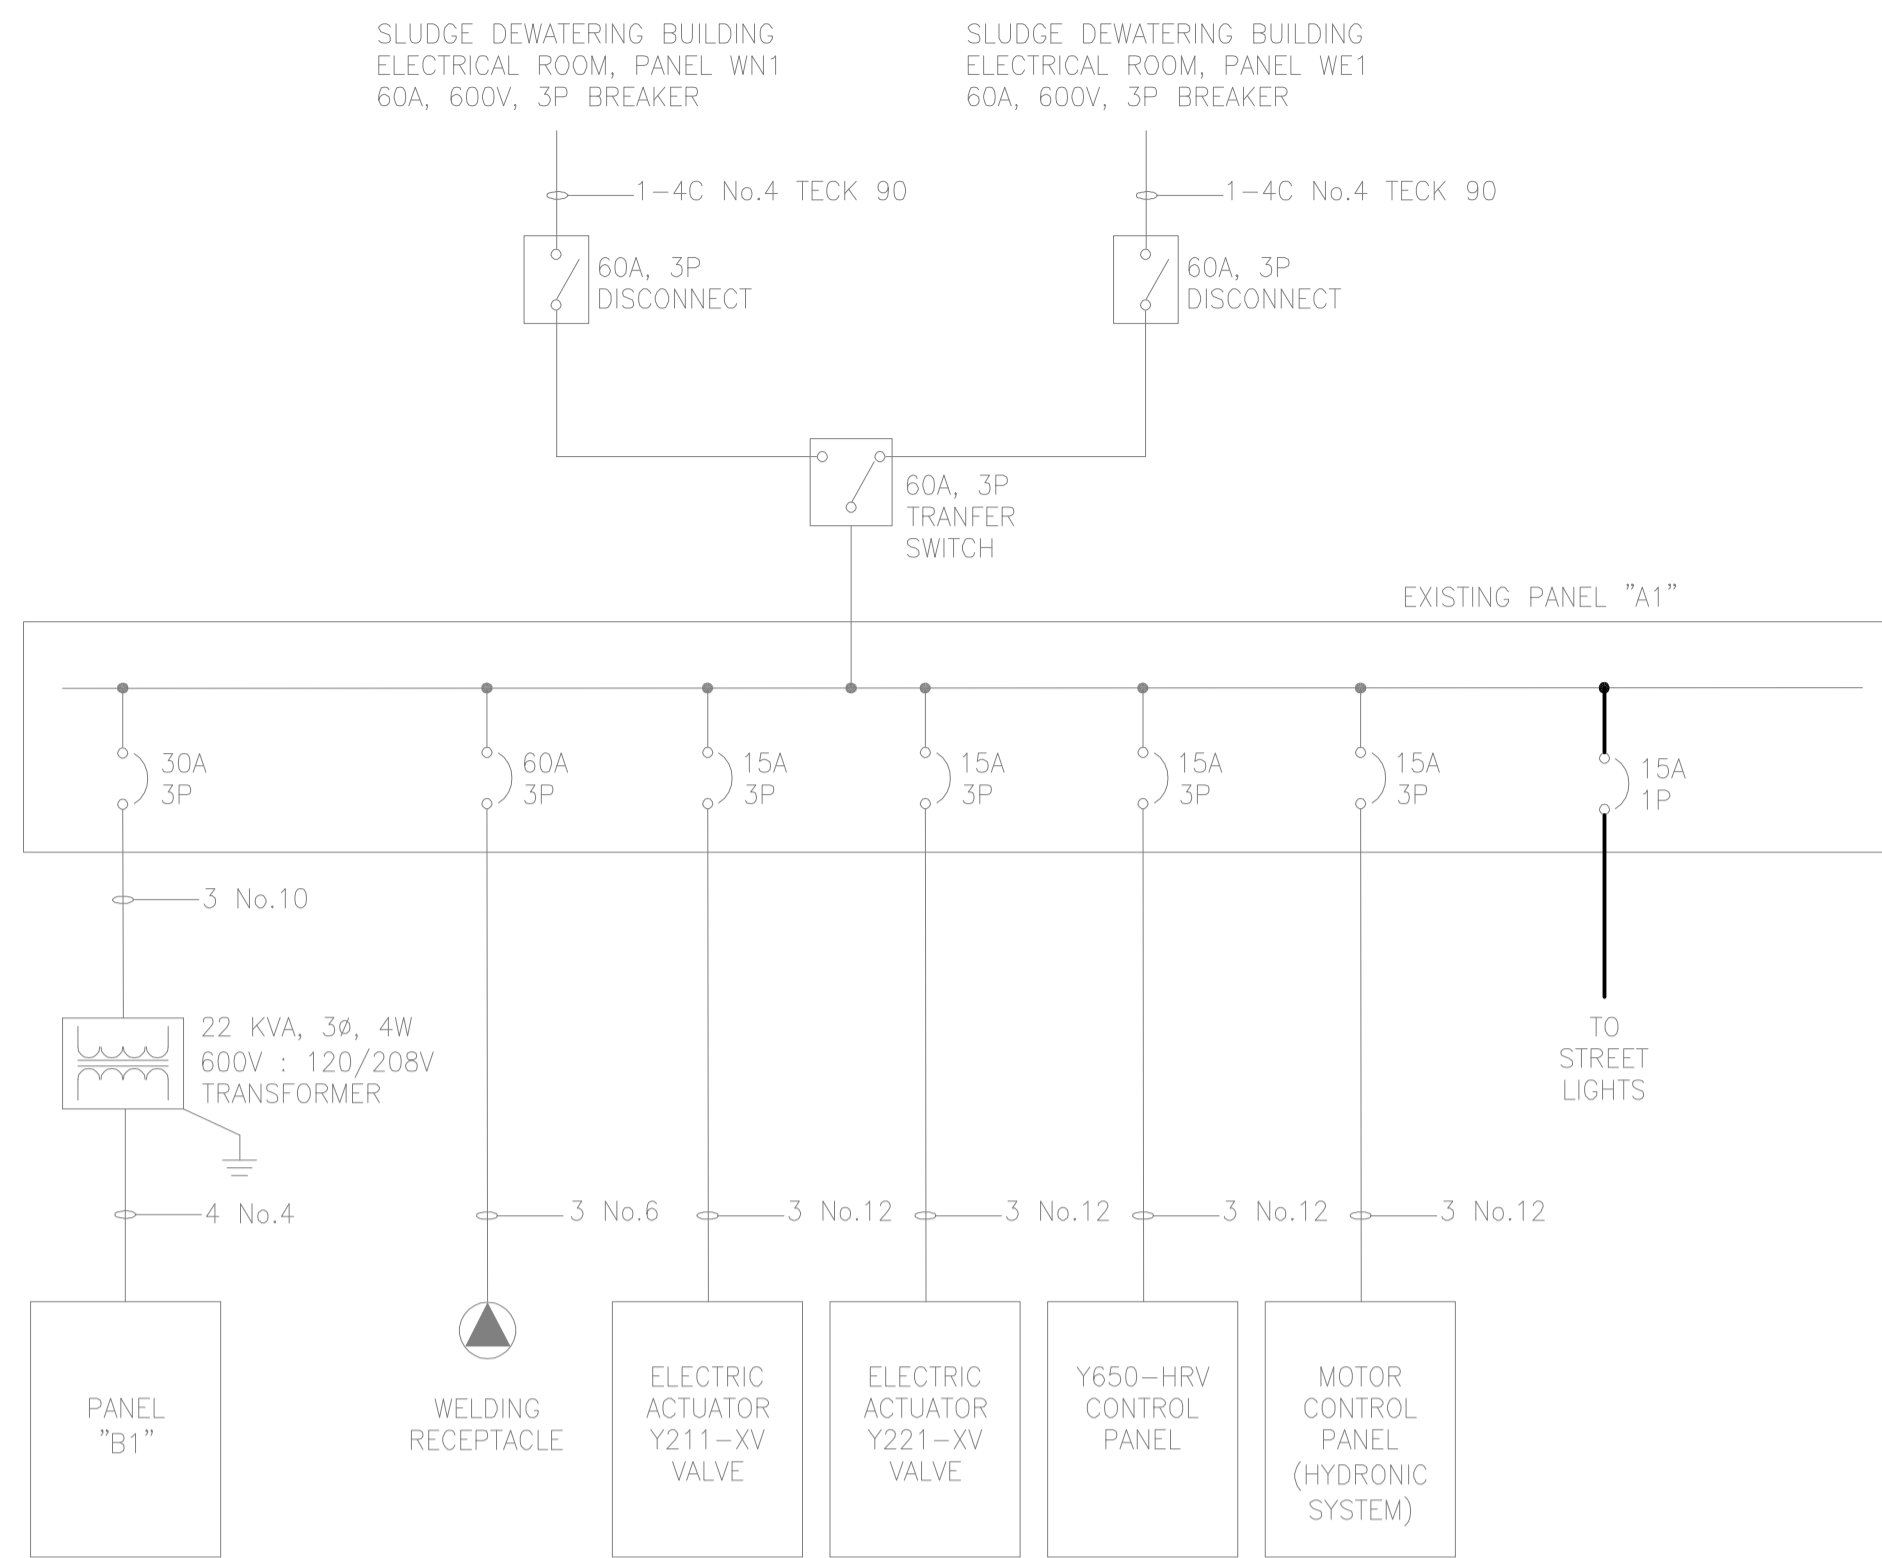 SLUDGE DEWATERING BUILDING
ELECTRICAL ROOM, PANEL WN1
60A, 600V, 3P BREAKER
SLUDGE DEWATERING BUILDING
ELECTRICAL ROOM, PANEL WE1
60A, 600V, 3P BREAKER
1-4C No.4 TECK 90
1-4C No.4 TECK 90
60A, 3P
DISCONNECT
60A, 3P
DISCONNECT
60A, 3P
TRANFER
SWITCH
EXISTING PANEL "A1"
30A
3P
60A
3P
15A
3P
15A
3P
15A
3P
15A
3P
15A
1P
3 No.10
22 KVA, 3ø, 4W
600V : 120/208V
TRANSFORMER
TO
STREET
LIGHTS
4 No.4
3 No.6
3 No.12
3 No.12
3 No.12
3 No.12
PANEL
"B1"
WELDING
RECEPTACLE
ELECTRIC
ACTUATOR
Y211-XV
VALVE
ELECTRIC
ACTUATOR
Y221-XV
VALVE
Y650-HRV
CONTROL
PANEL
MOTOR
CONTROL
PANEL
(HYDRONIC
SYSTEM)